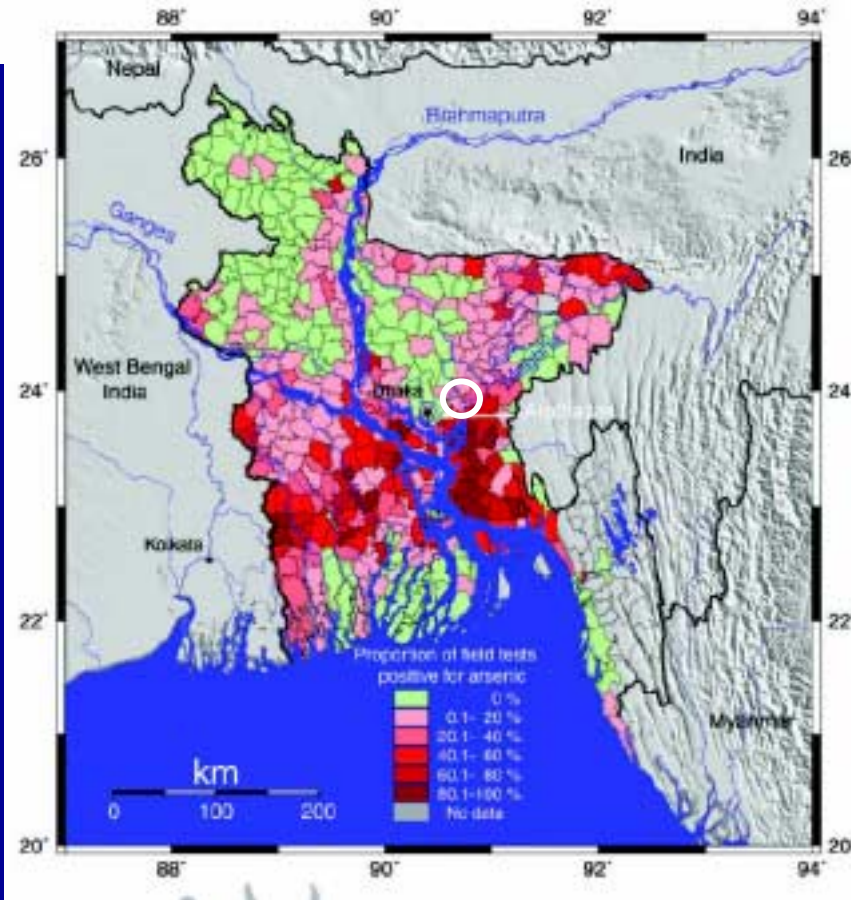 88° 90° 92° 94°
Nepal
Brahmaputra
26° 26
India
Ganges
West Bengal
India
24° 24
Dhaka
Kolkata
22° 22
Proportion of field tests
positive for arsenic
0 %
0.1- 20 %
20.1- 40 %
40.1- 60 %
60.1- 80 %
80.1-100 %
No data
Myanmar
km
0 100 200
20° 20
88° 90° 92° 94°